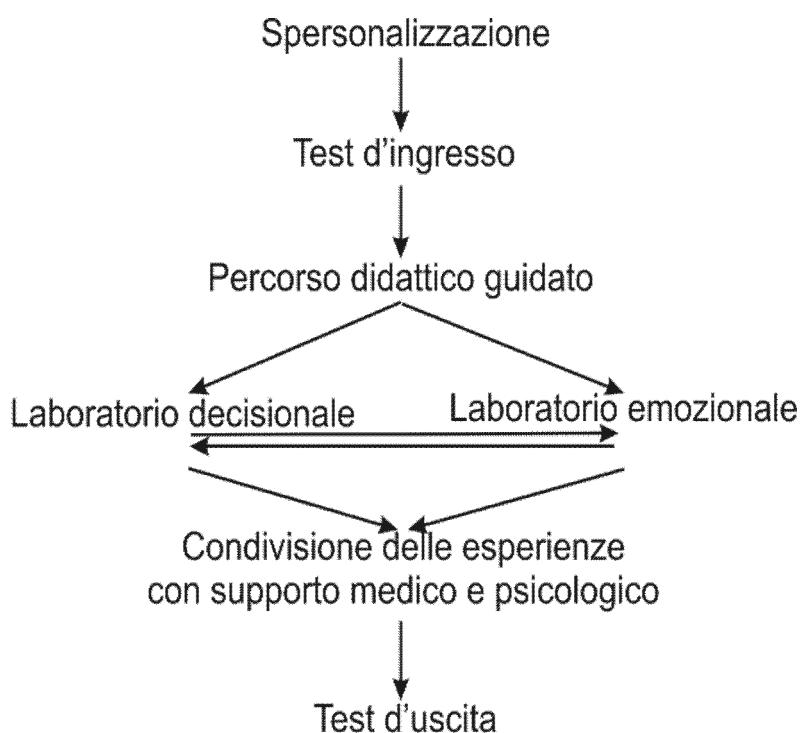 Spersonalizzazione
Test d'ingresso
Percorso didattico guidato
Laboratorio decisionale
Laboratorio emozionale
Condivisione delle esperienze
con supporto medico e psicologico
Test d'uscita